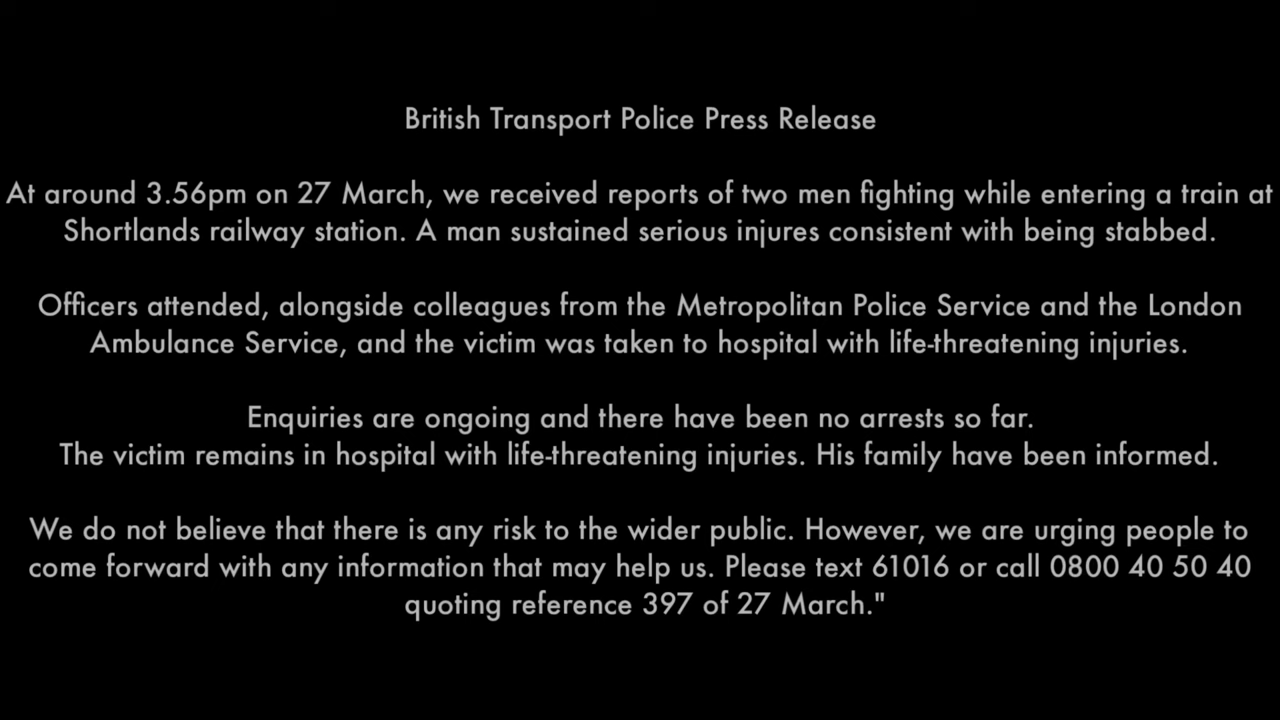 British Transport Police Press Release
At around 3.56pm on 27 March, we received reports of two men fighting while entering a train at
Shortlands railway station. A man sustained serious injures consistent with being stabbed.
Officers attended, alongside colleagues from the Metropolitan Police Service and the London
Ambulance Service, and the victim was taken to hospital with life-threatening injuries.
Enquiries are ongoing and there have been no arrests so far.
The victim remains in hospital with life-threatening injuries. His family have been informed.
We do not believe that there is any risk to the wider public. However, we are urging people to
come forward with any information that may help us. Please text 61016 or call 0800 40 50 40
quoting reference 397 of 27 March."